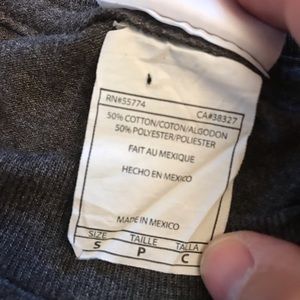 RN#55774 CA#38327
50% COTTON/COTON/ALGODON
50% POLYESTER/POLIESTER
FAIT AU MEXIQUE
HECHO EN MEXICO
MADE IN MEXICO
SIZE TAILLE TALLA
S P C